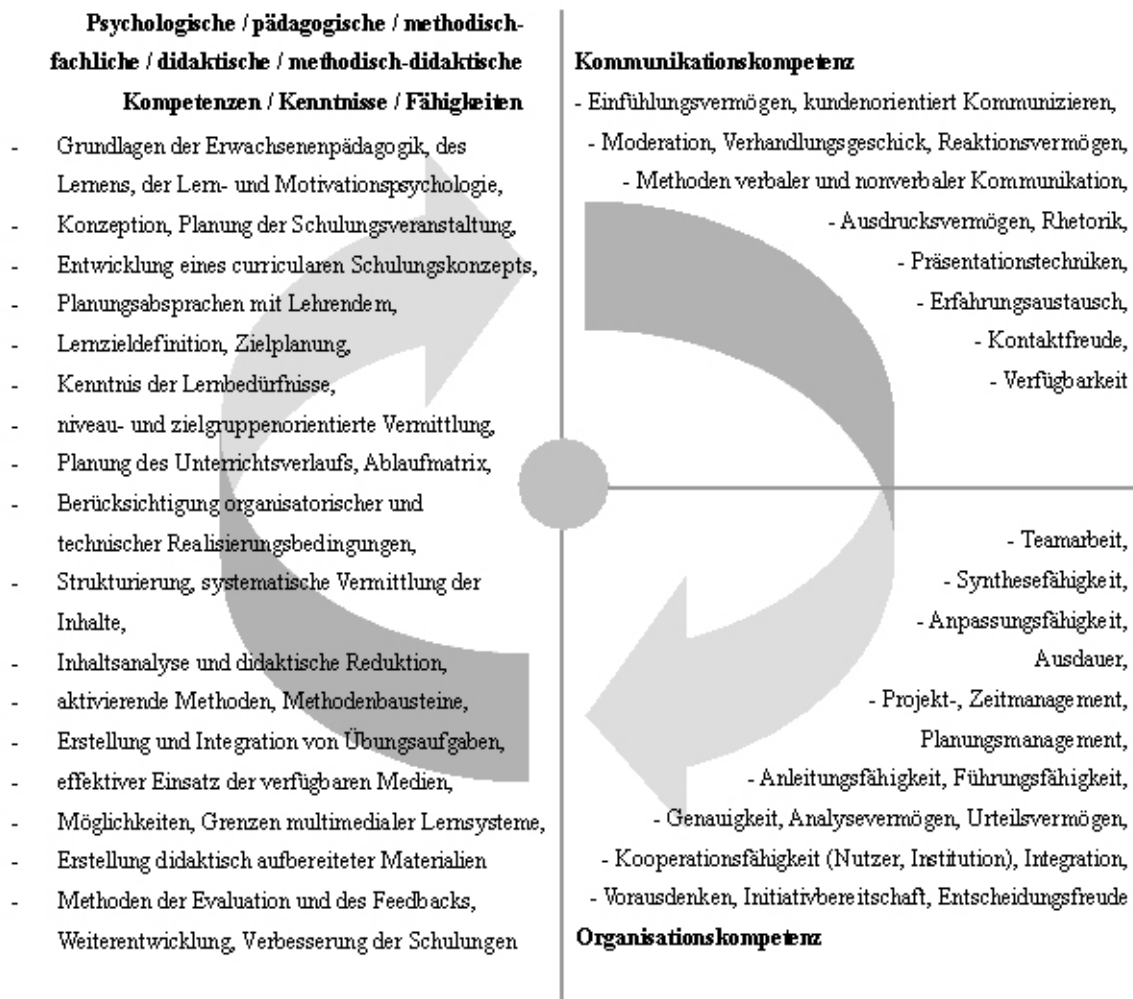 Psychologische / pädagogische / methodisch-
fachliche / didaktische / methodisch-didaktische
Kompetenzen / Kenntnisse / Fähigkeiten
- Grundlagen der Erwachsenenpädagogik, des
Lernens, der Lern- und Motivationspsychologie,
- Konzeption, Planung der Schulungsveranstaltung,
- Entwicklung eines curricularen Schulungskonzepts,
- Planungsabsprachen mit Lehrendem,
- Lernzieldefinition, Zielplanung,
- Kenntnis der Lernbedürfnisse,
- niveau- und zielgruppenorientierte Vermittlung,
- Planung des Unterrichtsverlaufs, Ablaufmatrix,
- Berücksichtigung organisatorischer und
technischer Realisierungsbedingungen,
- Strukturierung, systematische Vermittlung der
Inhalte,
- Inhaltsanalyse und didaktische Reduktion,
- aktivierende Methoden, Methodenbausteine,
- Erstellung und Integration von Übungsaufgaben,
- effektiver Einsatz der verfügbaren Medien,
- Möglichkeiten, Grenzen multimedialer Lernsysteme,
- Erstellung didaktisch aufbereiteter Materialien
- Methoden der Evaluation und des Feedbacks,
Weiterentwicklung, Verbesserung der Schulungen
Kommunikationskompetenz
- Einfühlungsvermögen, kundenorientiert Kommunizieren,
- Moderation, Verhandlungsgeschick, Reaktionsvermögen,
- Methoden verbaler und nonverbaler Kommunikation,
- Ausdrucksvermögen, Rhetorik,
- Präsentationstechniken,
- Erfahrungsaustausch,
- Kontaktfreude,
- Verfügbarkeit
- Teamarbeit,
- Synthesefähigkeit,
- Anpassungsfähigkeit,
Ausdauer,
- Projekt-, Zeitmanagement,
Planungsmanagement,
- Anleitungsfähigkeit, Führungsfähigkeit,
- Genauigkeit, Analysevermögen, Urteilsvermögen,
- Kooperationsfähigkeit (Nutzer, Institution), Integration,
- Vorausdenken, Initiativbereitschaft, Entscheidungsfreude
Organisationskompetenz